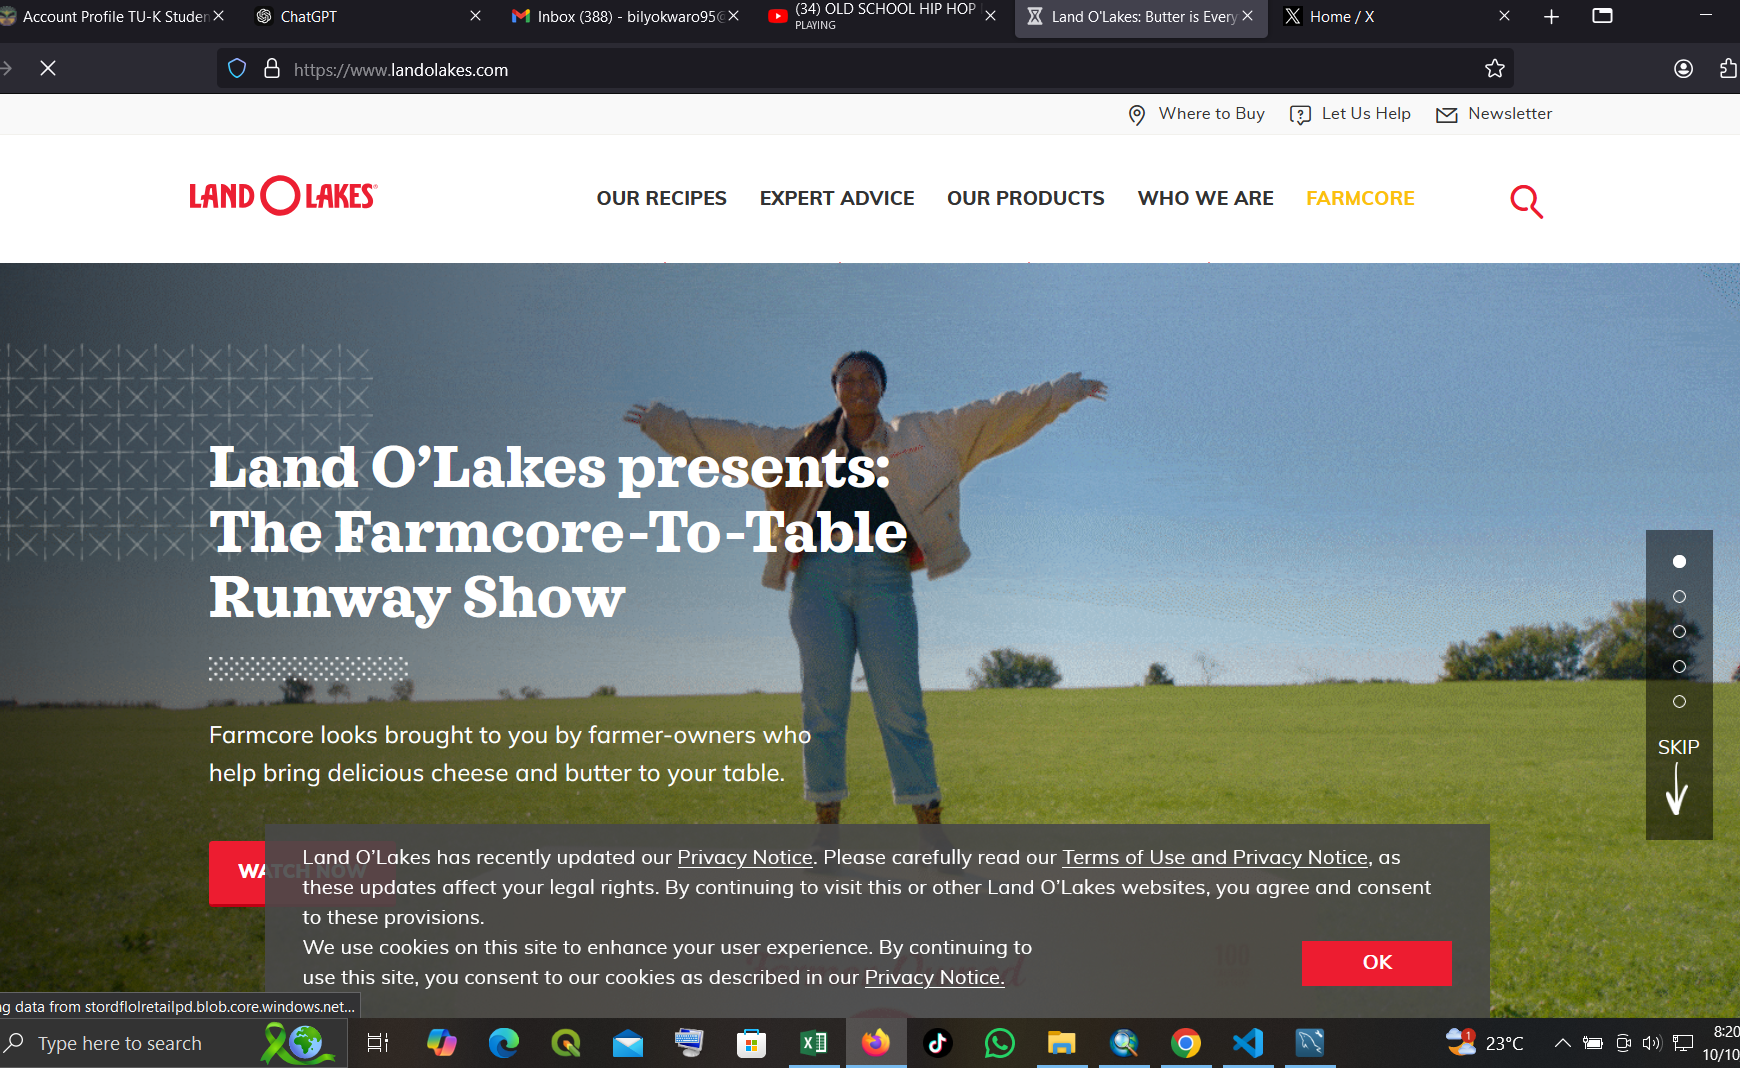 Account Profile TU-K Studen
ChatGPT
Inbox (388) - bilyokwaro95@
(34) OLD SCHOOL HIP HOP
PLAYING
Land O'Lakes: Butter is Every
Home / X
https://www.landolakes.com
Where to Buy
Let Us Help
Newsletter
LAND O LAKES®
OUR RECIPES
EXPERT ADVICE
OUR PRODUCTS
WHO WE ARE
FARMCORE
Land O’Lakes presents:
The Farmcore-To-Table
Runway Show
Farmcore looks brought to you by farmer-owners who
help bring delicious cheese and butter to your table.
SKIP
WATCH NOW
Land O’Lakes has recently updated our Privacy Notice. Please carefully read our Terms of Use and Privacy Notice, as
these updates affect your legal rights. By continuing to visit this or other Land O’Lakes websites, you agree and consent
to these provisions.
We use cookies on this site to enhance your user experience. By continuing to
use this site, you consent to our cookies as described in our Privacy Notice.
OK
100
ng data from stordflolretailpd.blob.core.windows.net...
Type here to search
1
23°C
8:20
10/10